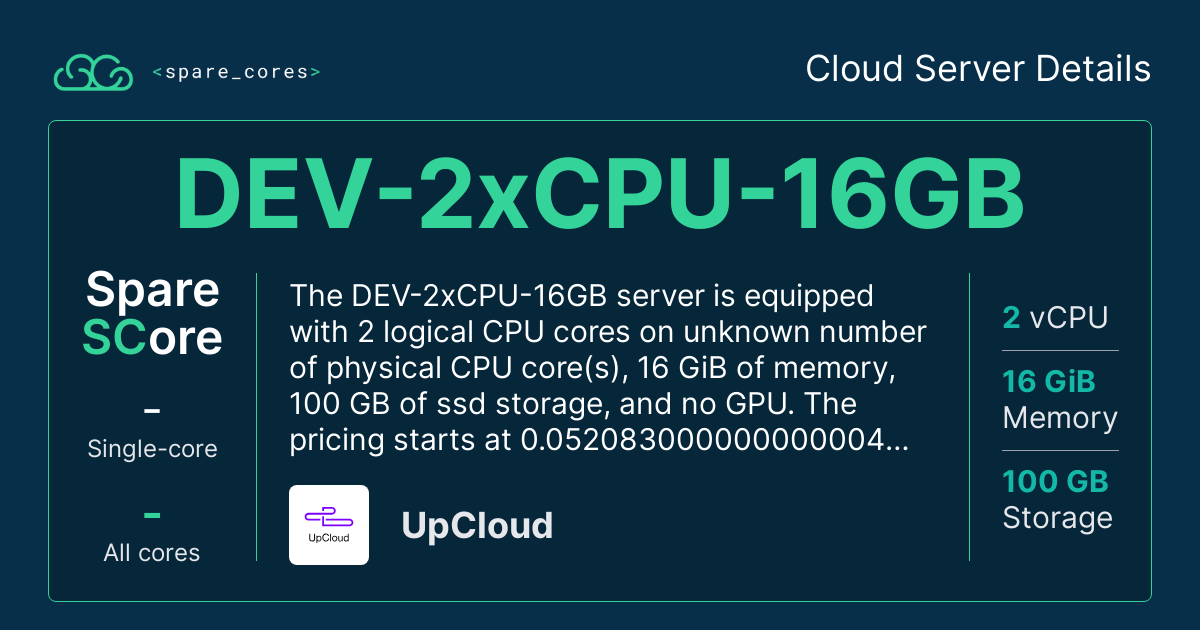 <spare_cores>
Cloud Server Details
DEV-2xCPU-16GB
Spare
SCore
–
Single-core
–
All cores
The DEV-2xCPU-16GB server is equipped
with 2 logical CPU cores on unknown number
of physical CPU core(s), 16 GiB of memory,
100 GB of ssd storage, and no GPU. The
pricing starts at 0.052083000000000004...
UpCloud
UpCloud
2 vCPU
16 GiB
Memory
100 GB
Storage